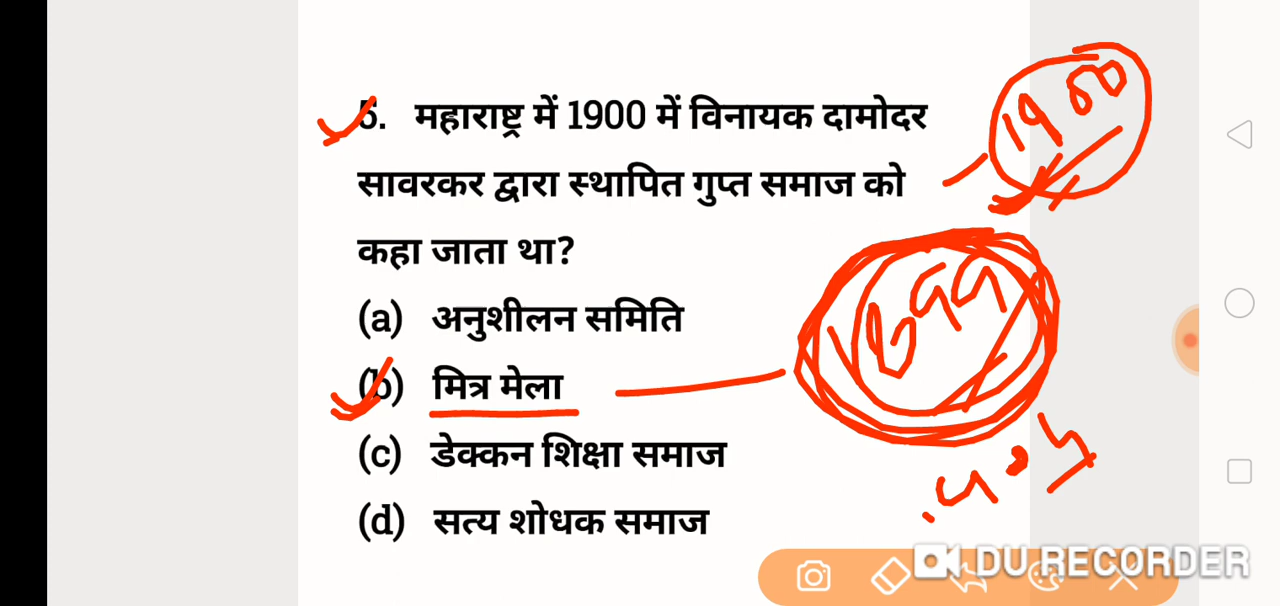 5. महाराष्ट्र में 1900 में विनायक दामोदर
सावरकर द्वारा स्थापित गुप्त समाज को
कहा जाता था?
(a) अनुशीलन समिति
(b) मित्र मेला
(c) डेक्कन शिक्षा समाज
(d) सत्य शोधक समाज
1900
1899
DU RECORDER